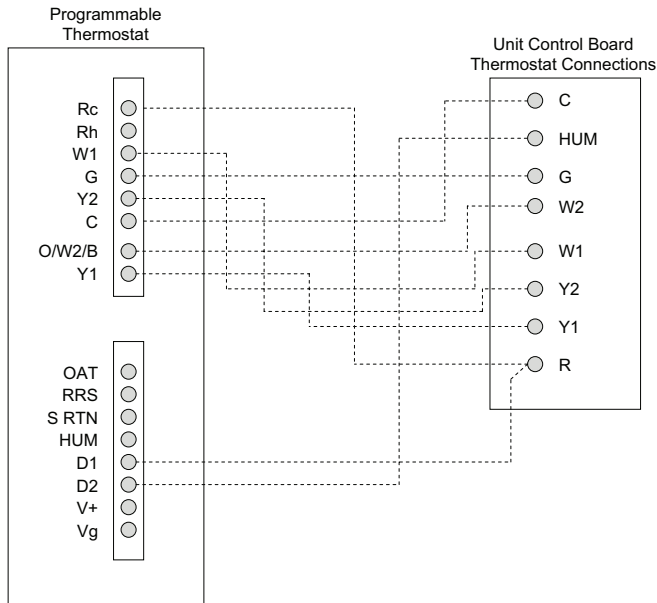 Programmable
Thermostat
Rc
Rh
W1
G
Y2
C
O/W2/B
Y1
OAT
RRS
S RTN
HUM
D1
D2
V+
Vg
Unit Control Board
Thermostat Connections
C
HUM
G
W2
W1
Y2
Y1
R